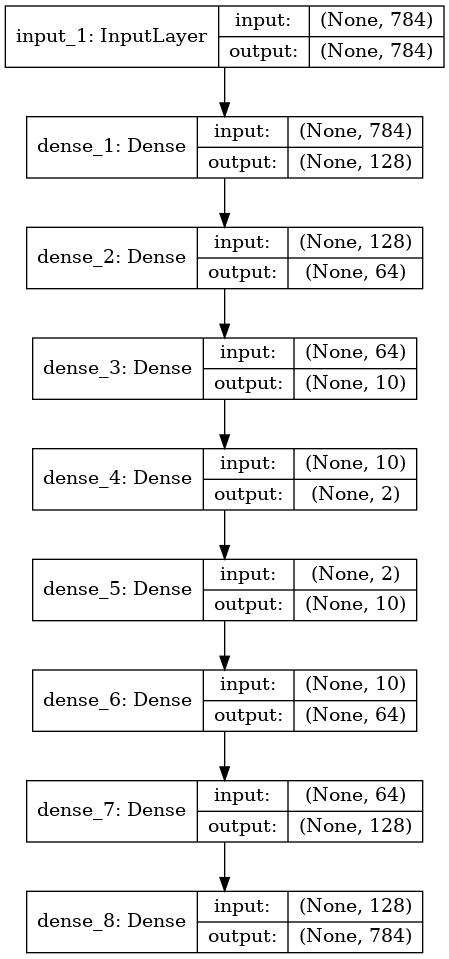 input_1: InputLayer input: (None, 784)
output: (None, 784)
dense_1: Dense input: (None, 784)
output: (None, 128)
dense_2: Dense input: (None, 128)
output: (None, 64)
dense_3: Dense input: (None, 64)
output: (None, 10)
dense_4: Dense input: (None, 10)
output: (None, 2)
dense_5: Dense input: (None, 2)
output: (None, 10)
dense_6: Dense input: (None, 10)
output: (None, 64)
dense_7: Dense input: (None, 64)
output: (None, 128)
dense_8: Dense input: (None, 128)
output: (None, 784)